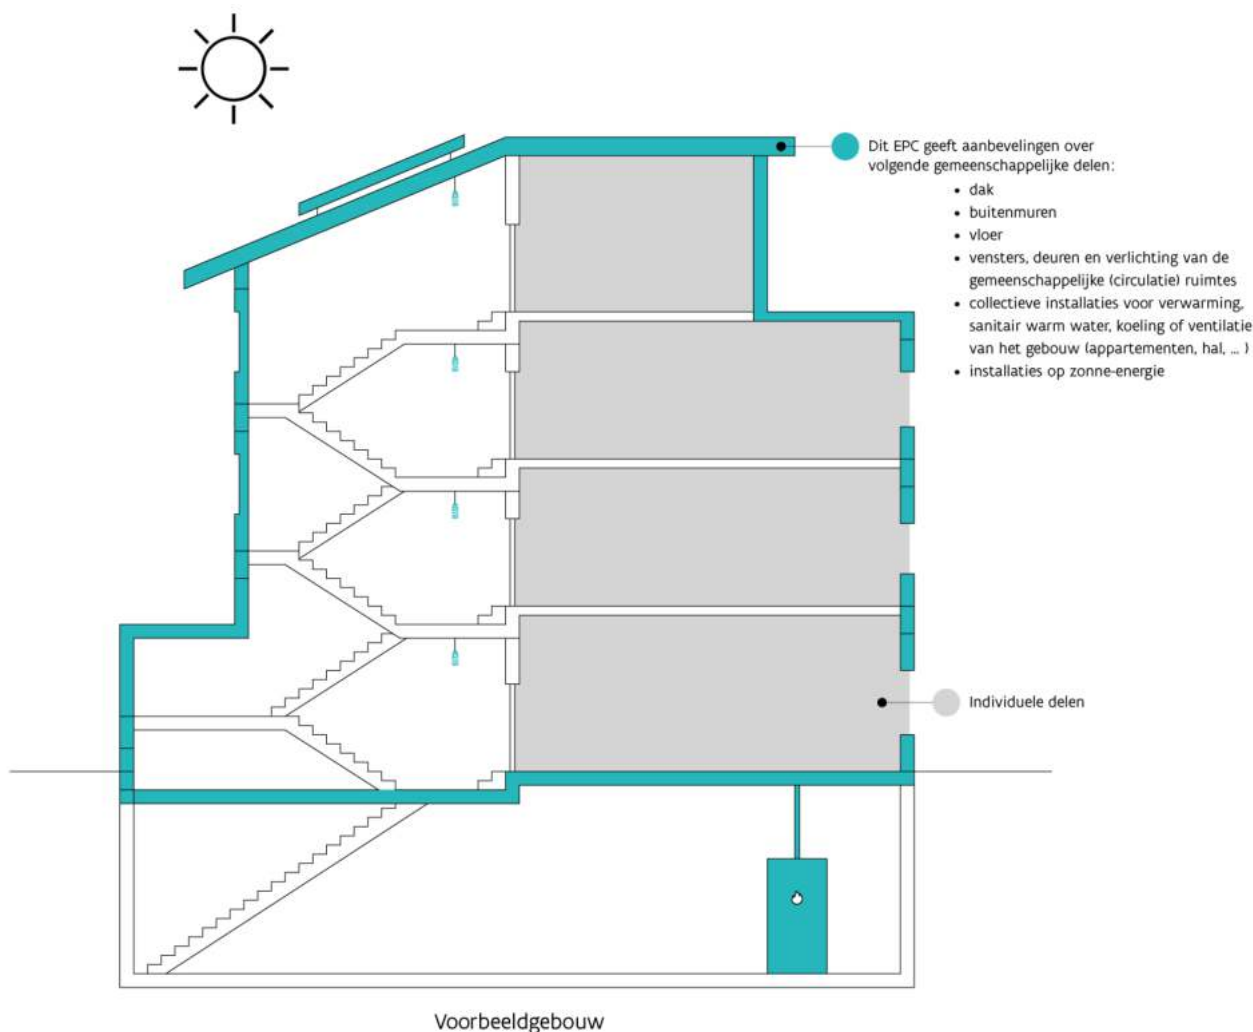 Dit EPC geeft aanbevelingen over
volgende gemeenschappelijke delen:
• dak
• buitenmuren
• vloer
• vensters, deuren en verlichting van de
gemeenschappelijke (circulatie) ruimtes
• collectieve installaties voor verwarming,
sanitair warm water, koeling of ventilatie
van het gebouw (appartementen, hal, ... )
• installaties op zonne-energie
Individuele delen
Voorbeeldgebouw